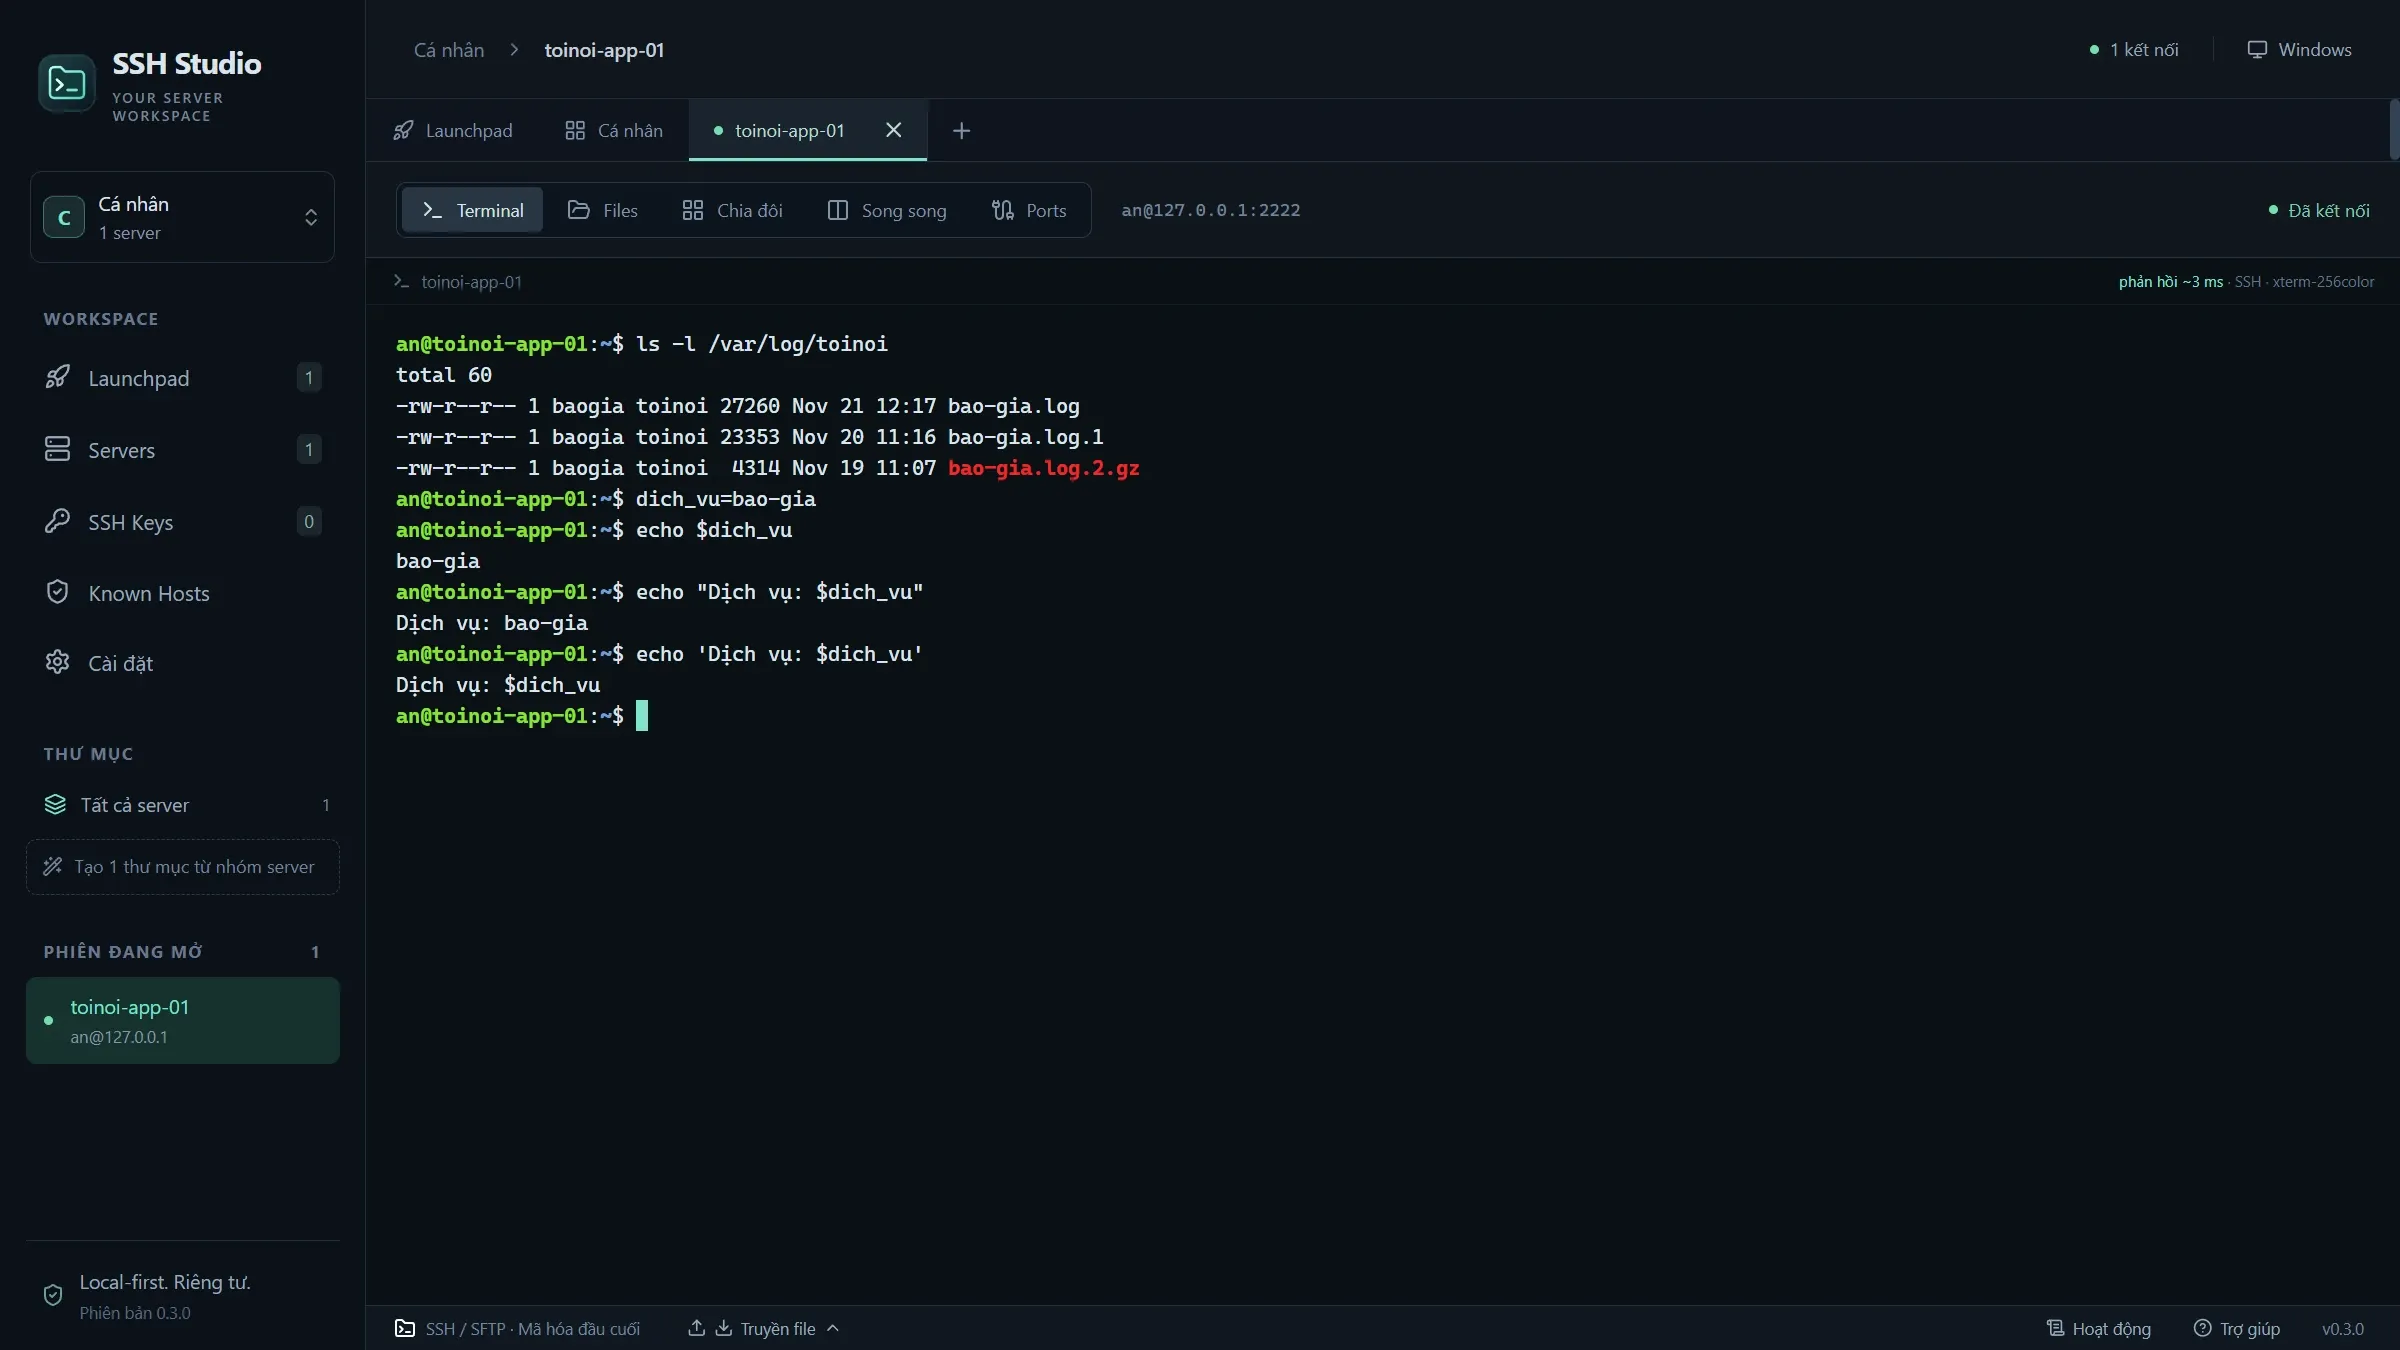 SSH Studio
YOUR SERVER
WORKSPACE
C
Cá nhân
1 server
WORKSPACE
Launchpad 1
Servers 1
SSH Keys 0
Known Hosts
Cài đặt
THƯ MỤC
Tất cả server 1
Tạo 1 thư mục từ nhóm server
PHIÊN ĐANG MỞ 1
toinoi-app-01
an@127.0.0.1
Local-first. Riêng tư.
Phiên bản 0.3.0
Cá nhân > toinoi-app-01
1 kết nối
Windows
Launchpad
Cá nhân
toinoi-app-01
Terminal
Files
Chia đôi
Song song
Ports
an@127.0.0.1:2222
Đã kết nối
toinoi-app-01
phản hồi ~3 ms · SSH · xterm-256color
an@toinoi-app-01:~$ ls -l /var/log/toinoi
total 60
-rw-r--r-- 1 baogia toinoi 27260 Nov 21 12:17 bao-gia.log
-rw-r--r-- 1 baogia toinoi 23353 Nov 20 11:16 bao-gia.log.1
-rw-r--r-- 1 baogia toinoi  4314 Nov 19 11:07 bao-gia.log.2.gz
an@toinoi-app-01:~$ dich_vu=bao-gia
an@toinoi-app-01:~$ echo $dich_vu
bao-gia
an@toinoi-app-01:~$ echo "Dịch vụ: $dich_vu"
Dịch vụ: bao-gia
an@toinoi-app-01:~$ echo 'Dịch vụ: $dich_vu'
Dịch vụ: $dich_vu
an@toinoi-app-01:~$
SSH / SFTP · Mã hóa đầu cuối
Truyền file
Hoạt động
Trợ giúp
v0.3.0